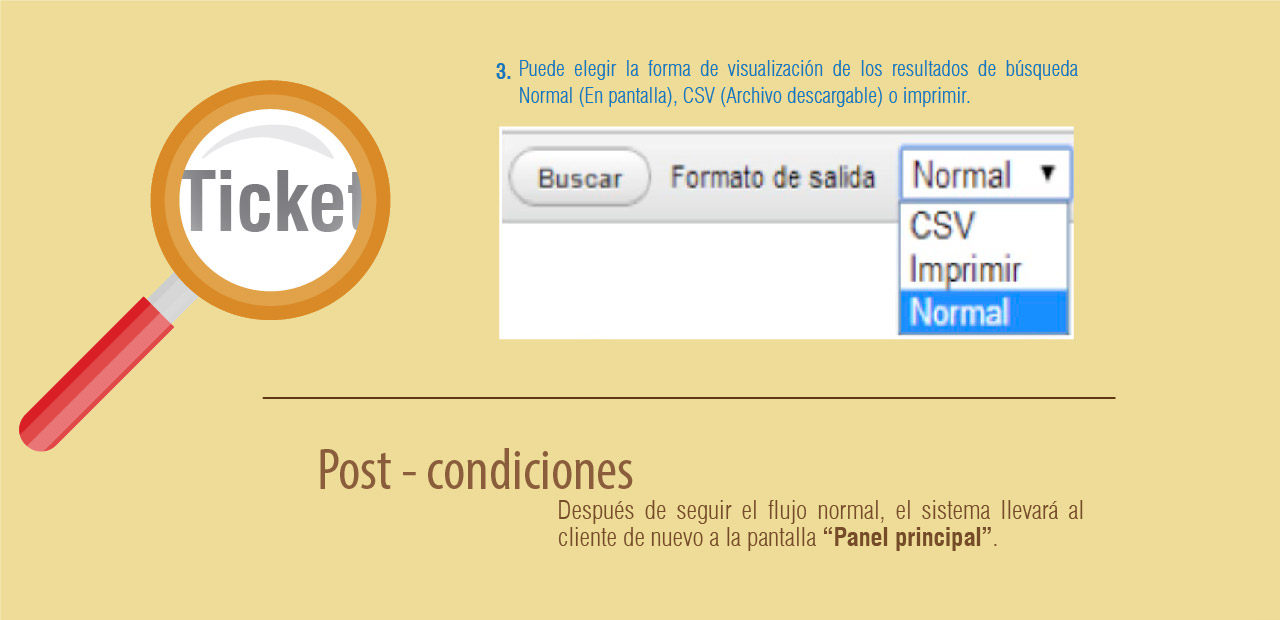 3. Puede elegir la forma de visualización de los resultados de búsqueda
Normal (En pantalla), CSV (Archivo descargable) o imprimir.
Ticket
Buscar Formato de salida Normal
CSV
Imprimir
Normal
Post - condiciones
Después de seguir el flujo normal, el sistema llevará al
cliente de nuevo a la pantalla “Panel principal”.